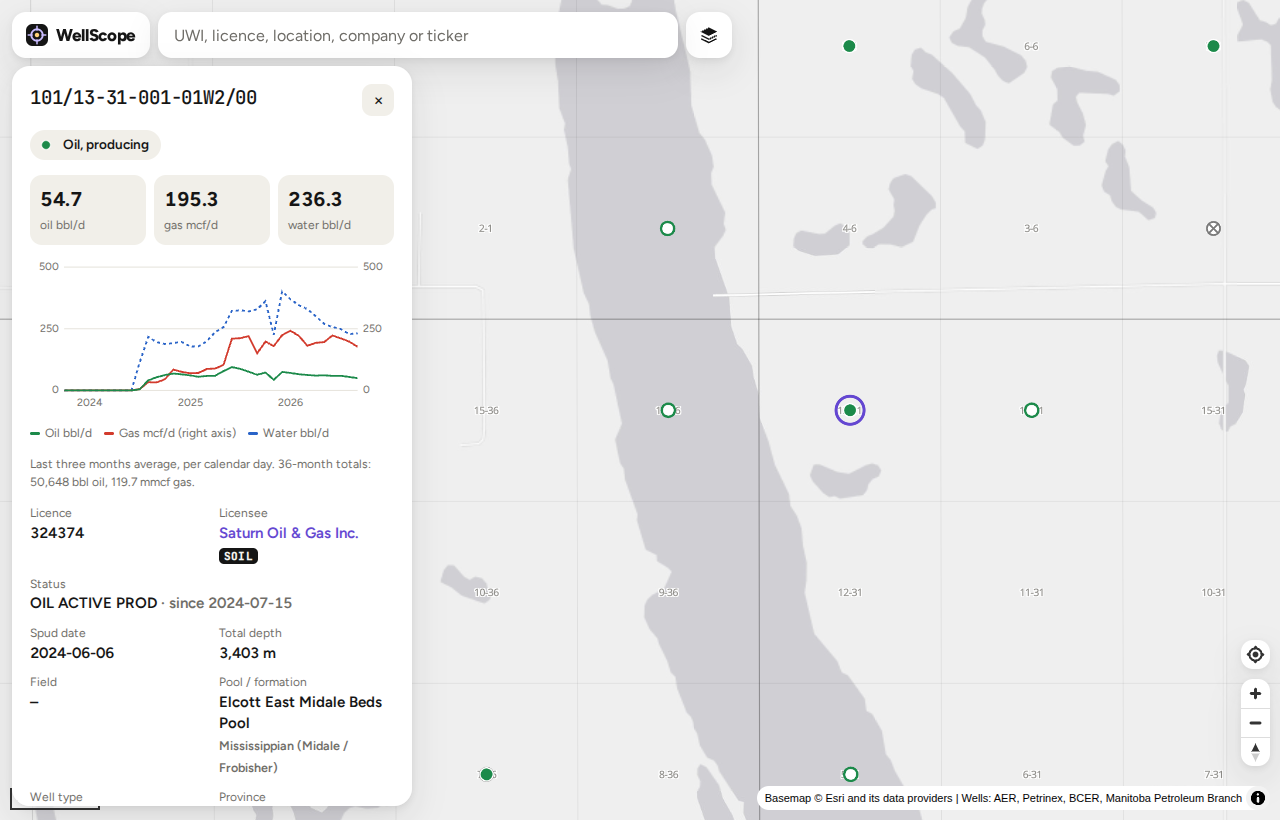 WellScope
UWI, licence, location, company or ticker
101/13-31-001-01W2/00
×
Oil, producing
54.7
oil bbl/d
195.3
gas mcf/d
236.3
water bbl/d
500 500
250 250
0 0
2024 2025 2026
Oil bbl/d Gas mcf/d (right axis) Water bbl/d
Last three months average, per calendar day. 36-month totals:
50,648 bbl oil, 119.7 mmcf gas.
Licence Licensee
324374 Saturn Oil & Gas Inc.
SOIL
Status
OIL ACTIVE PROD · since 2024-07-15
Spud date Total depth
2024-06-06 3,403 m
Field Pool / formation
– Elcott East Midale Beds
Pool
Mississippian (Midale /
Frobisher)
Well type Province
6-6
2-1 4-6 3-6
15-36 15-31
10-36 9-36 12-31 11-31 10-31
8-36 6-31 7-31
Basemap © Esri and its data providers | Wells: AER, Petrinex, BCER, Manitoba Petroleum Branch